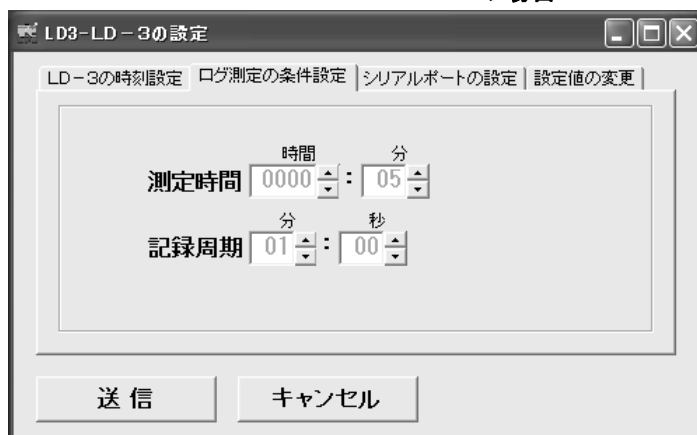 LD3-LD-3の設定
LD-3の時刻設定 ログ測定の条件設定 シリアルポートの設定 設定値の変更
時間 分
測定時間 0000 : 05
分 秒
記録周期 01 : 00
送信 キャンセル